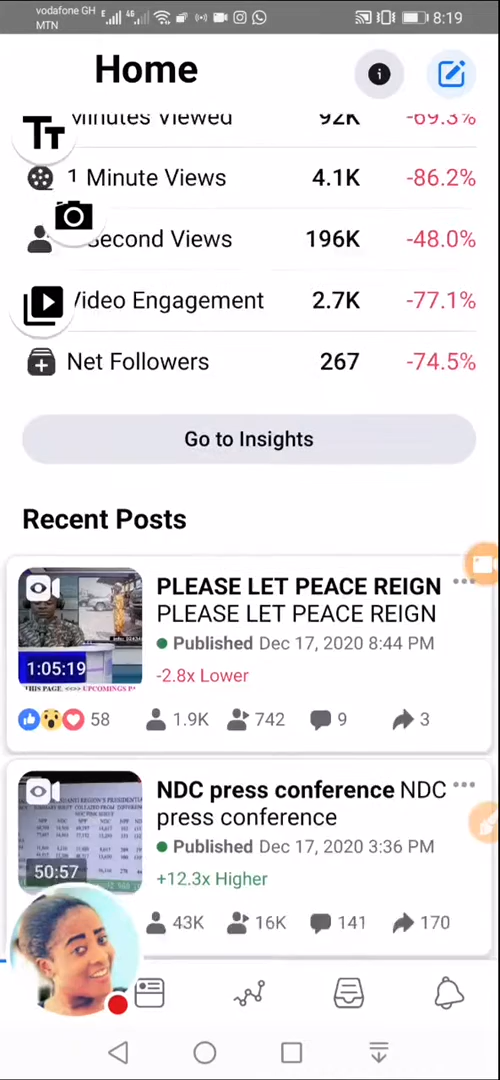 vodafone GH
MTN
E
4G
8:19
Home
Minutes Viewed 92K -69.3%
1 Minute Views 4.1K -86.2%
Second Views 196K -48.0%
Video Engagement 2.7K -77.1%
Net Followers 267 -74.5%
Go to Insights
Recent Posts
PLEASE LET PEACE REIGN
PLEASE LET PEACE REIGN
Published Dec 17, 2020 8:44 PM
-2.8x Lower
1:05:19
THIS PAGE. <<>> UPCOMINGS P
58 1.9K 742 9 3
NDC press conference NDC
press conference
Published Dec 17, 2020 3:36 PM
+12.3x Higher
50:57
43K 16K 141 170